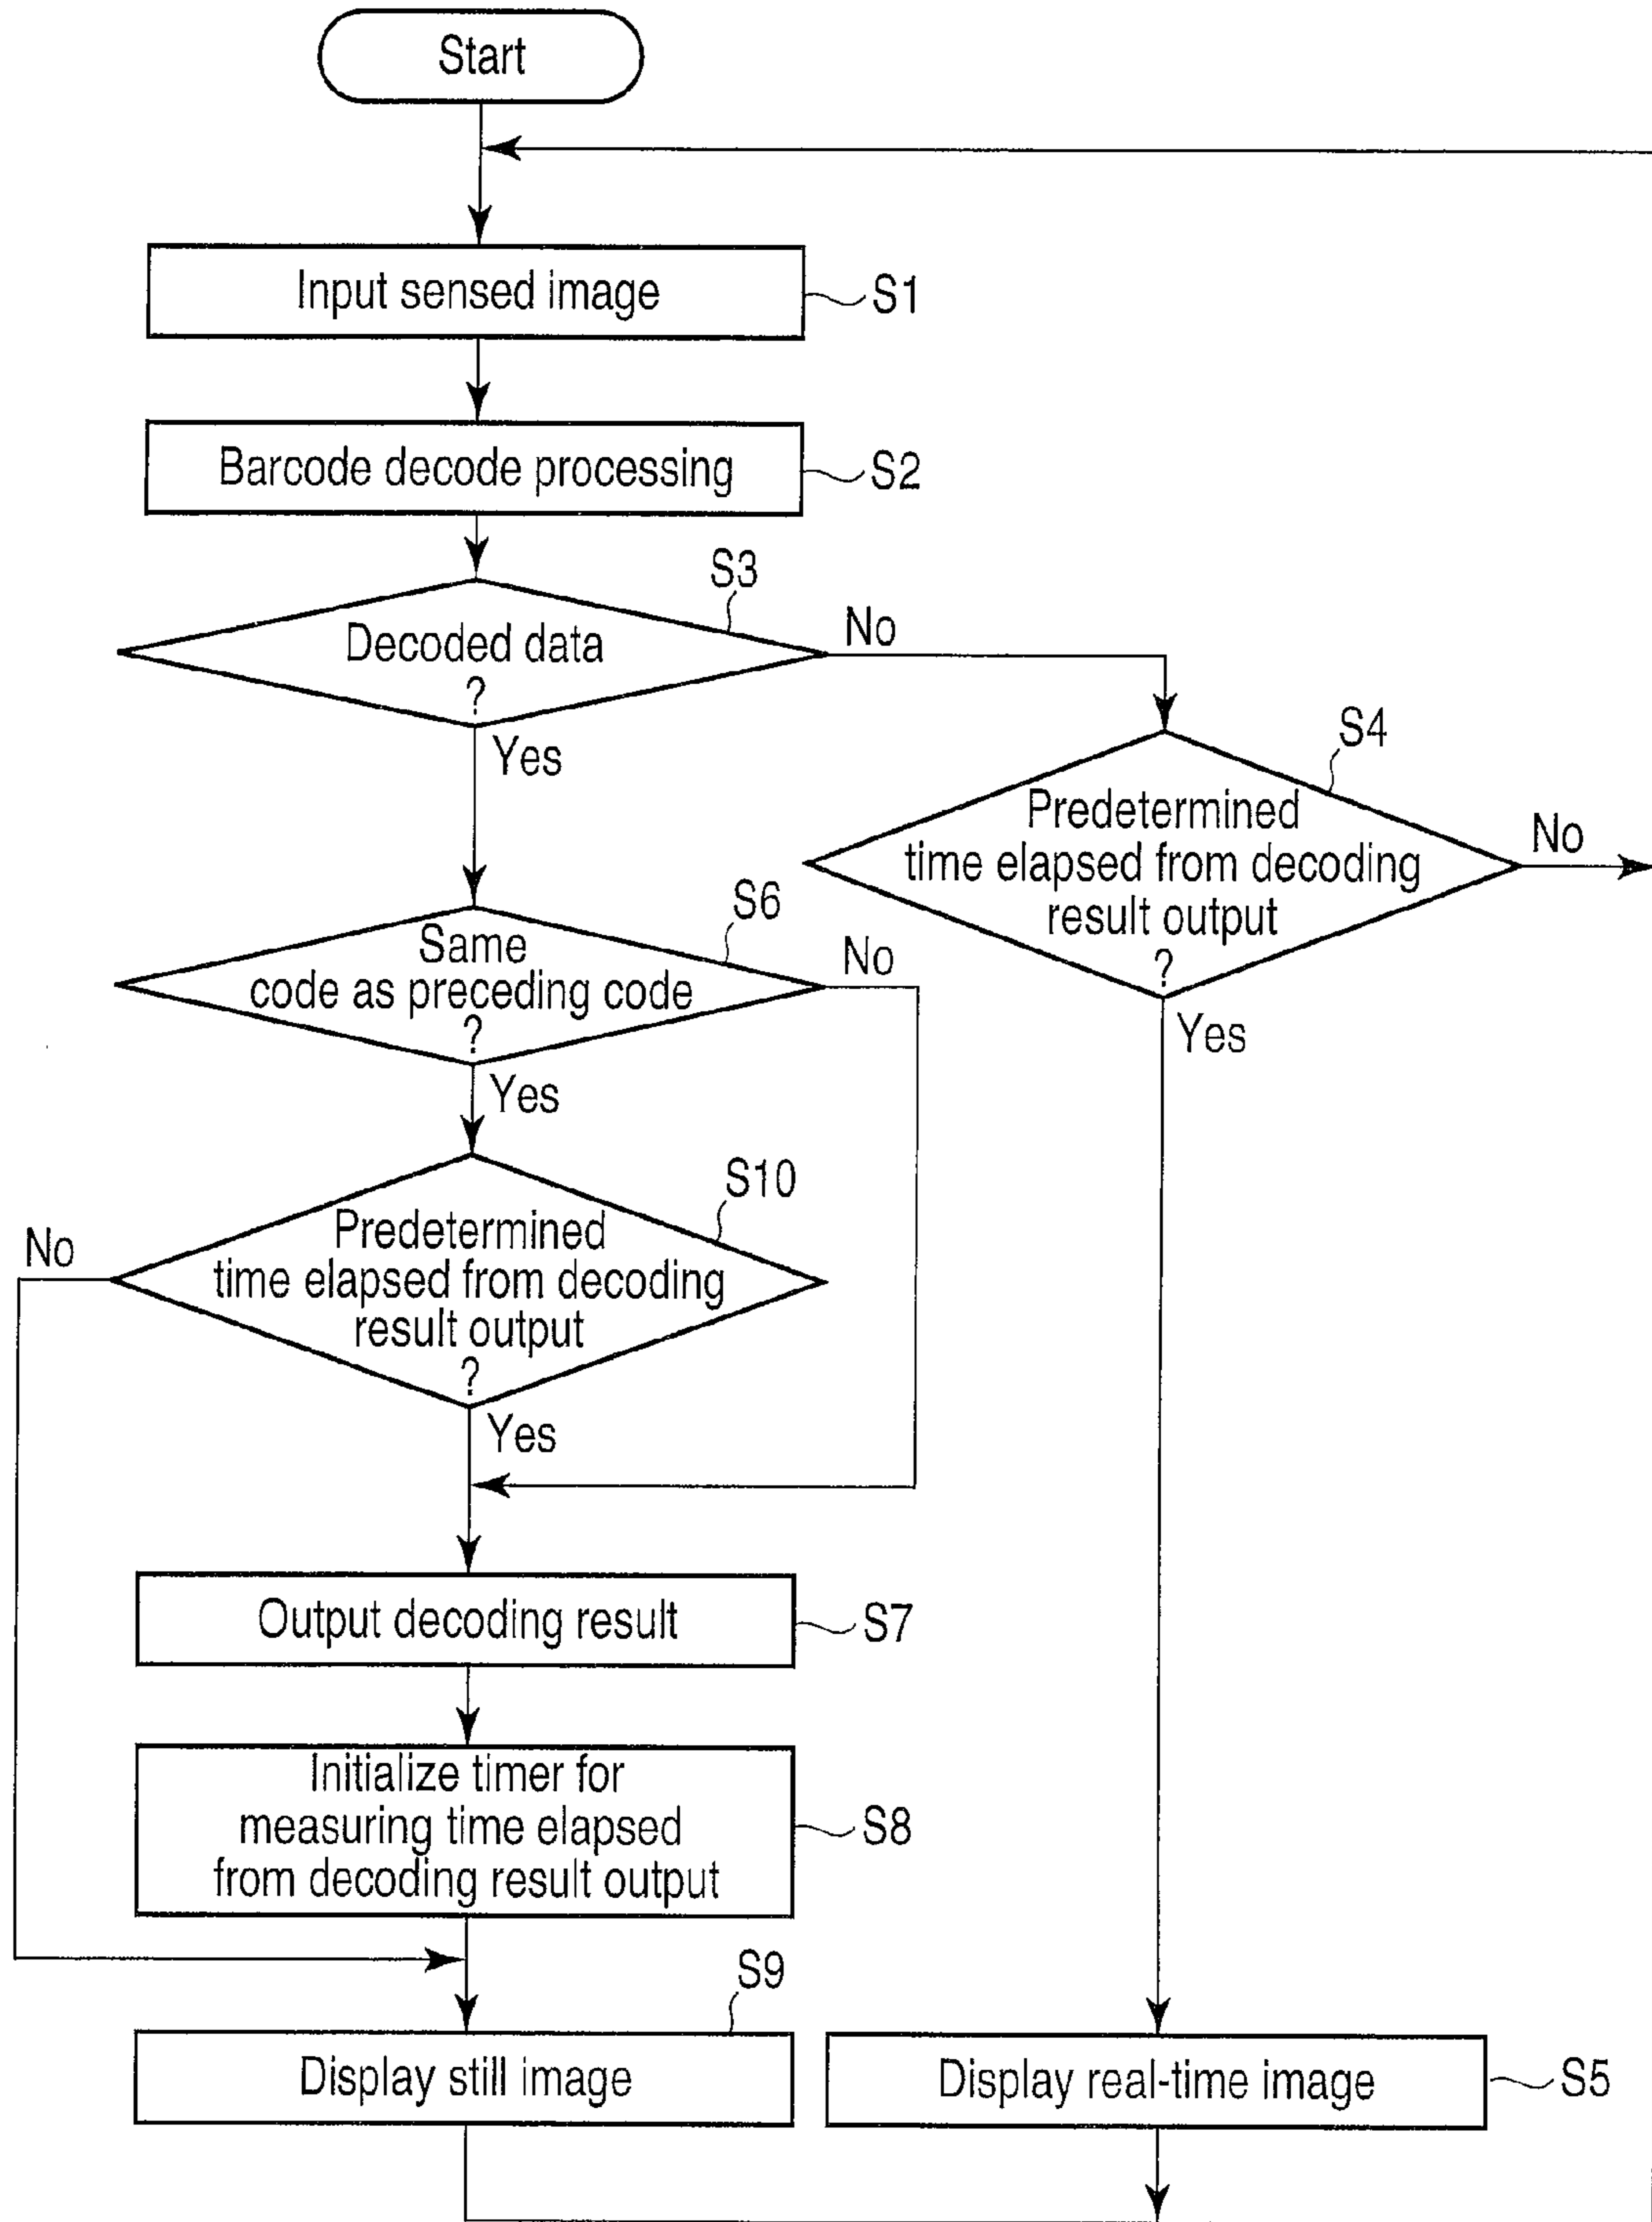 Start
Input sensed image
S1
Barcode decode processing
S2
S3
Decoded data
?
No
Yes
S4
Predetermined
time elapsed from decoding
result output
?
No
Yes
S6
Same
code as preceding code
?
No
Yes
S10
Predetermined
time elapsed from decoding
result output
?
No
Yes
Output decoding result
S7
Initialize timer for
measuring time elapsed
from decoding result output
S8
S9
Display still image
Display real-time image
S5